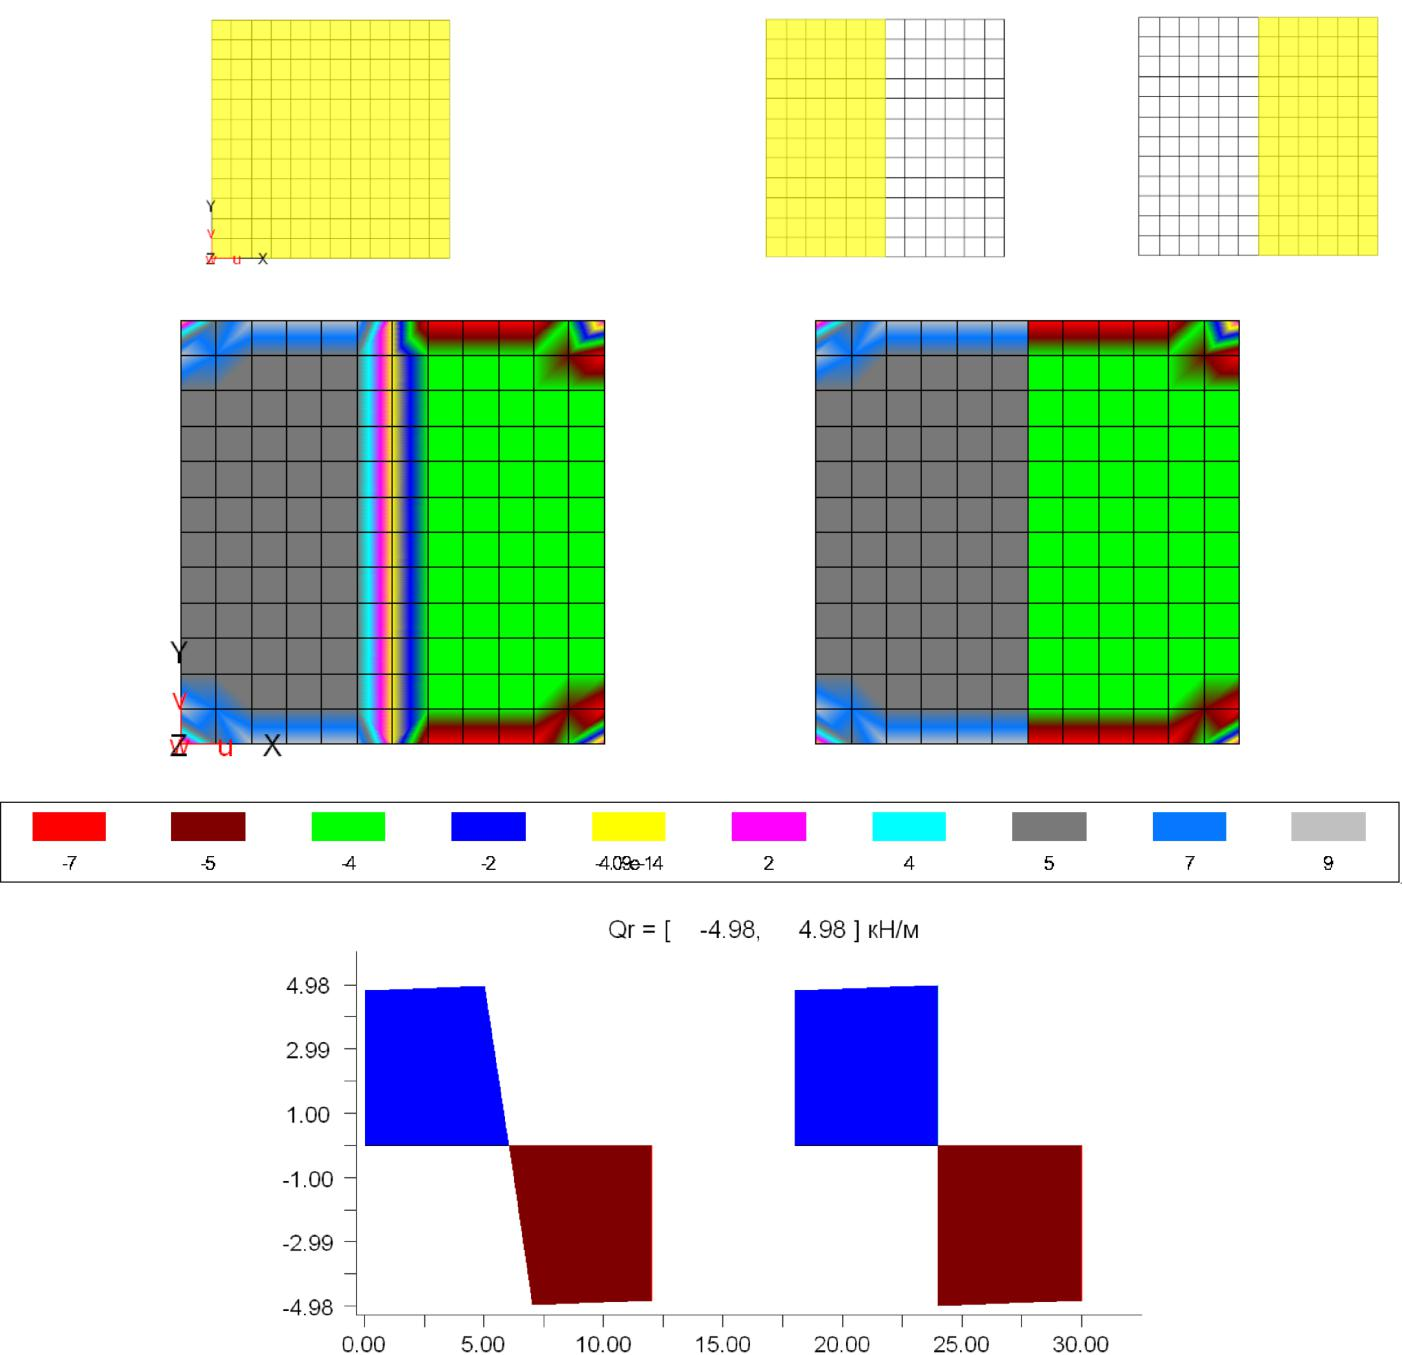 Y
v
Z w u X
Y
v
Z w u X
-7 -5 -4 -2 2 4 5 7 9
Qr = [ -4.98, 4.98 ] кН/м
4.98
2.99
1.00
-1.00
-2.99
-4.98
0.00 5.00 10.00 15.00 20.00 25.00 30.00